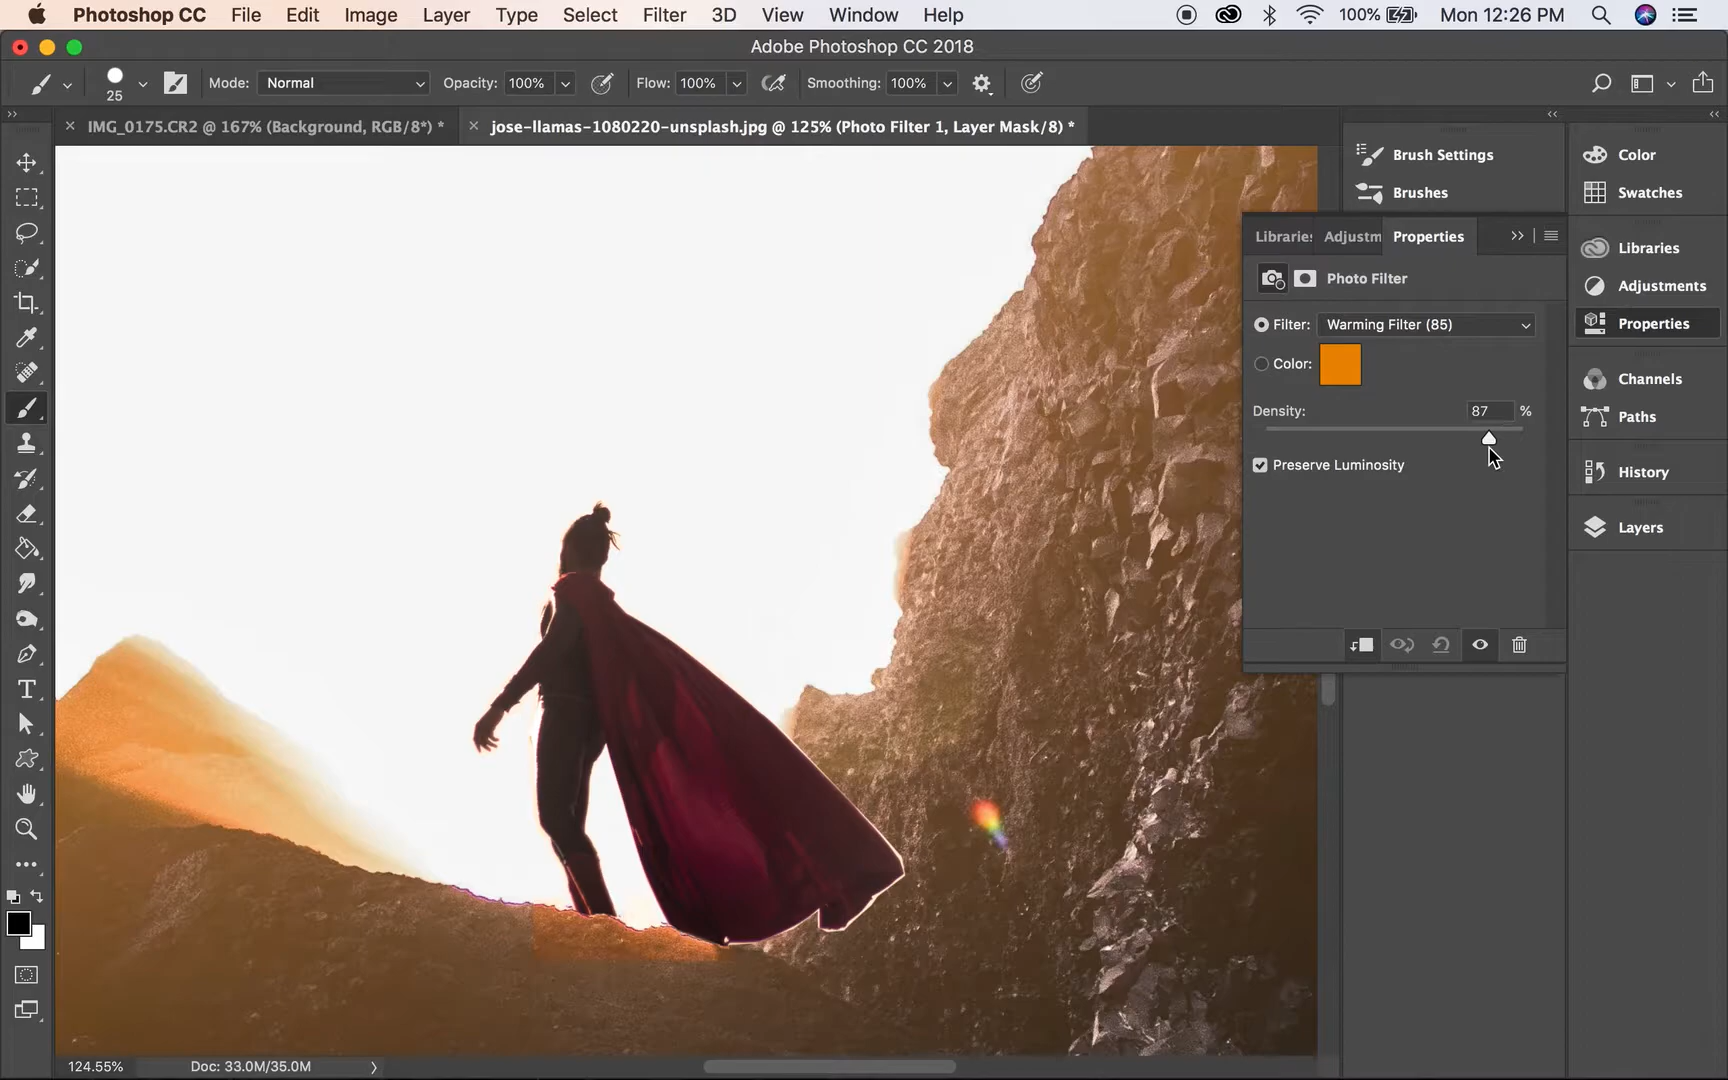 Photoshop CC File Edit Image Layer Type Select Filter 3D View Window Help 100% Mon 12:26 PM
Adobe Photoshop CC 2018
25 Mode: Normal Opacity: 100% Flow: 100% Smoothing: 100%
IMG_0175.CR2 @ 167% (Background, RGB/8*) * jose-llamas-1080220-unsplash.jpg @ 125% (Photo Filter 1, Layer Mask/8) *
Brush Settings
Brushes
Color
Swatches
Libraries
Adjustments
Properties
Channels
Paths
History
Layers
Libraries Adjustm Properties
Photo Filter
Filter: Warming Filter (85)
Color:
Density: 87 %
Preserve Luminosity
124.55% Doc: 33.0M/35.0M